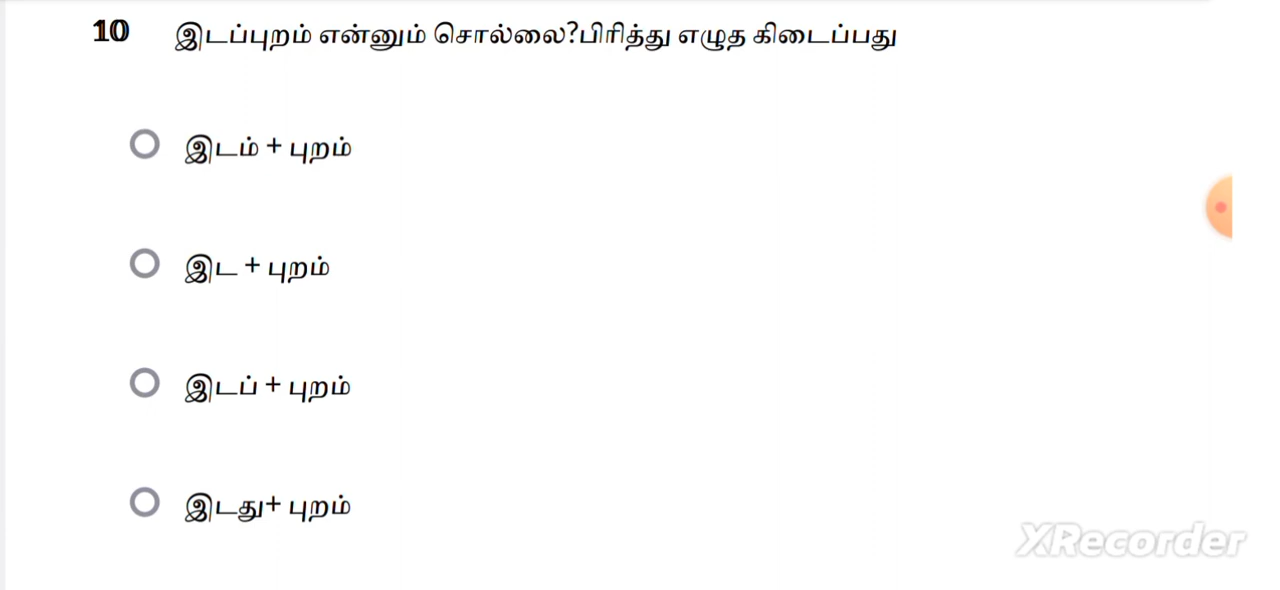 10 இடப்புறம் என்னும் சொல்லை?பிரித்து எழுத கிடைப்பது
இடம் + புறம்
இட + புறம்
இடப் + புறம்
இடது+ புறம்
XRecorder